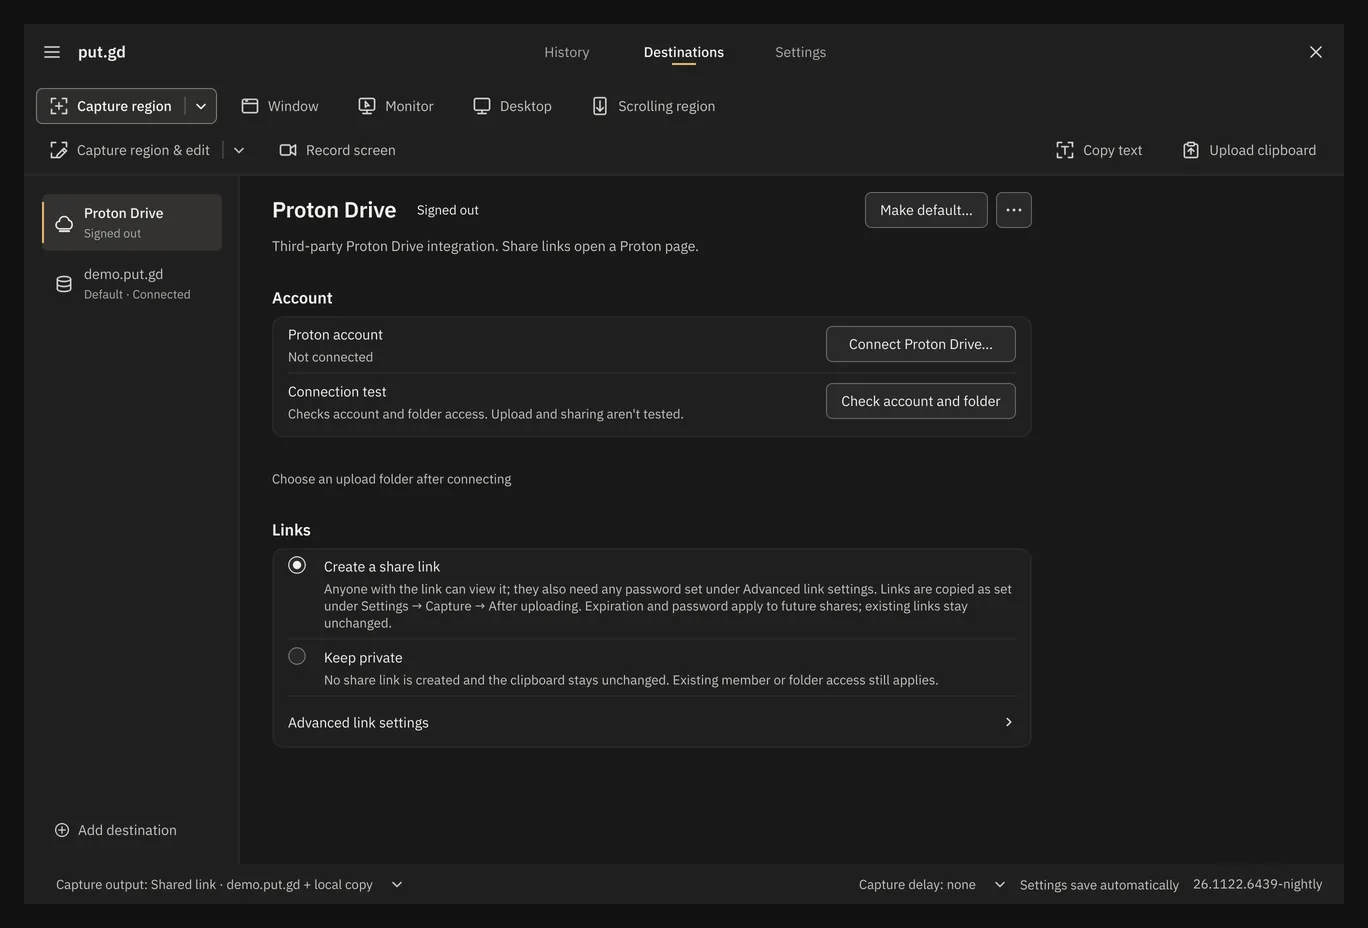 put.gd
History
Destinations
Settings
Capture region
Window
Monitor
Desktop
Scrolling region
Capture region & edit
Record screen
Copy text
Upload clipboard
Proton Drive
Signed out
demo.put.gd
Default · Connected
Add destination
Proton Drive
Signed out
Make default...
Third-party Proton Drive integration. Share links open a Proton page.
Account
Proton account
Not connected
Connect Proton Drive...
Connection test
Checks account and folder access. Upload and sharing aren't tested.
Check account and folder
Choose an upload folder after connecting
Links
Create a share link
Anyone with the link can view it; they also need any password set under Advanced link settings. Links are copied as set
under Settings → Capture → After uploading. Expiration and password apply to future shares; existing links stay
unchanged.
Keep private
No share link is created and the clipboard stays unchanged. Existing member or folder access still applies.
Advanced link settings
Capture output: Shared link · demo.put.gd + local copy
Capture delay: none
Settings save automatically
26.1122.6439-nightly